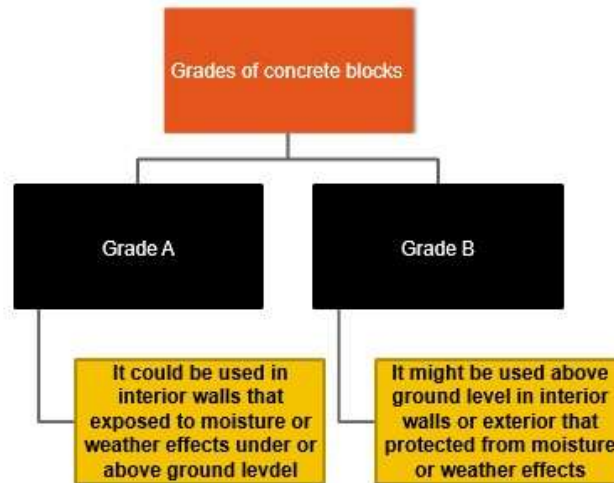 Grades of concrete blocks
Grade A
Grade B
It could be used in
interior walls that
exposed to moisture or
weather effects under or
above ground levdel
It might be used above
ground level in interior
walls or exterior that
protected from moisture
or weather effects